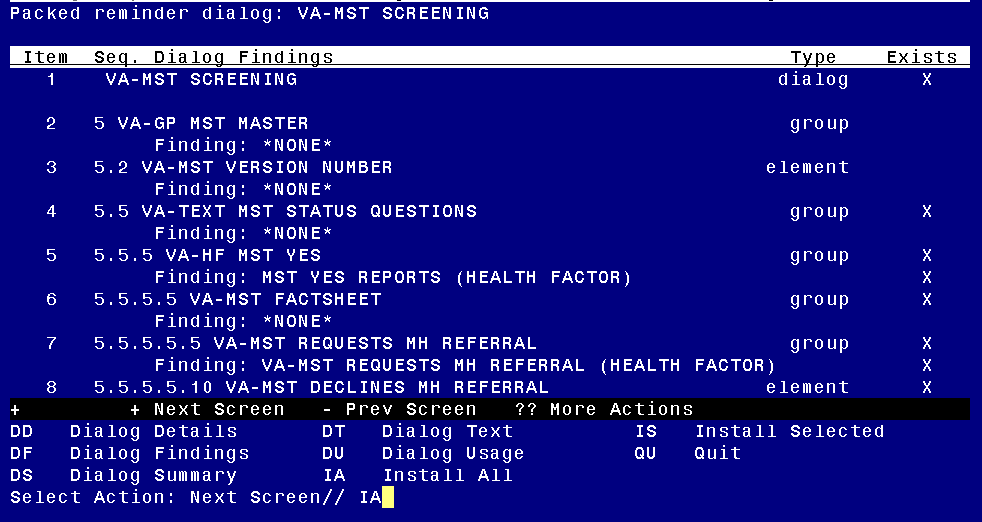 Packed reminder dialog: VA-MST SCREENING
Item Seq. Dialog Findings Type Exists
1 VA-MST SCREENING dialog X
2 5 VA-GP MST MASTER group
Finding: *NONE*
3 5.2 VA-MST VERSION NUMBER element
Finding: *NONE*
4 5.5 VA-TEXT MST STATUS QUESTIONS group X
Finding: *NONE*
5 5.5.5 VA-HF MST YES group X
Finding: MST YES REPORTS (HEALTH FACTOR) X
6 5.5.5.5 VA-MST FACTSHEET group X
Finding: *NONE*
7 5.5.5.5.5 VA-MST REQUESTS MH REFERRAL group X
Finding: VA-MST REQUESTS MH REFERRAL (HEALTH FACTOR) X
8 5.5.5.5.10 VA-MST DECLINES MH REFERRAL element X
+ + Next Screen - Prev Screen ?? More Actions
DD Dialog Details DT Dialog Text IS Install Selected
DF Dialog Findings DU Dialog Usage QU Quit
DS Dialog Summary IA Install All
Select Action: Next Screen// IA